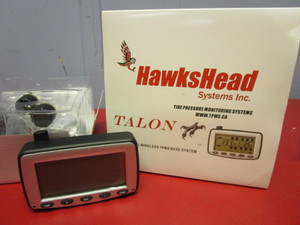 HawksHead
Systems Inc.
TIRE PRESSURE MONITORING SYSTEMS
WWW.TPMS.CA
TALON
WIRELESS TPMS BASE SYSTEM